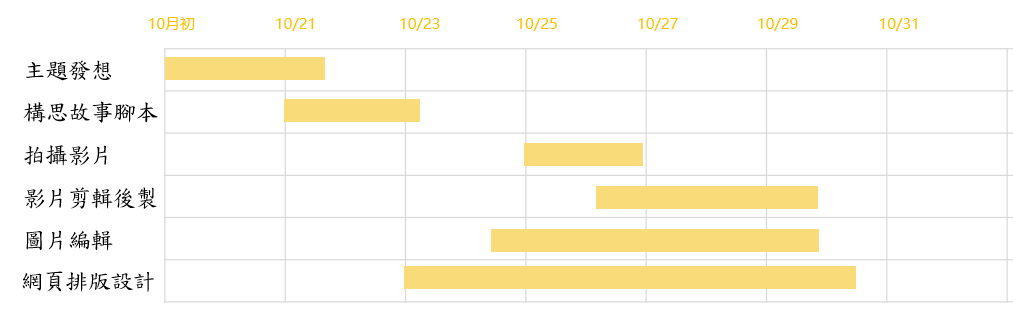 10月初 10/21 10/23 10/25 10/27 10/29 10/31
主題發想
構思故事腳本
拍攝影片
影片剪輯後製
圖片編輯
網頁排版設計